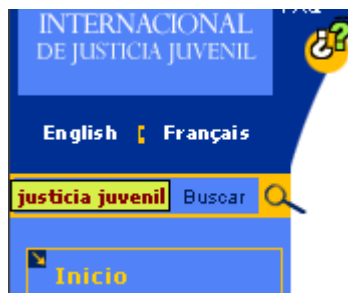 INTERNACIONAL
DE JUSTICIA JUVENIL
English Français
justicia juvenil Buscar
Inicio